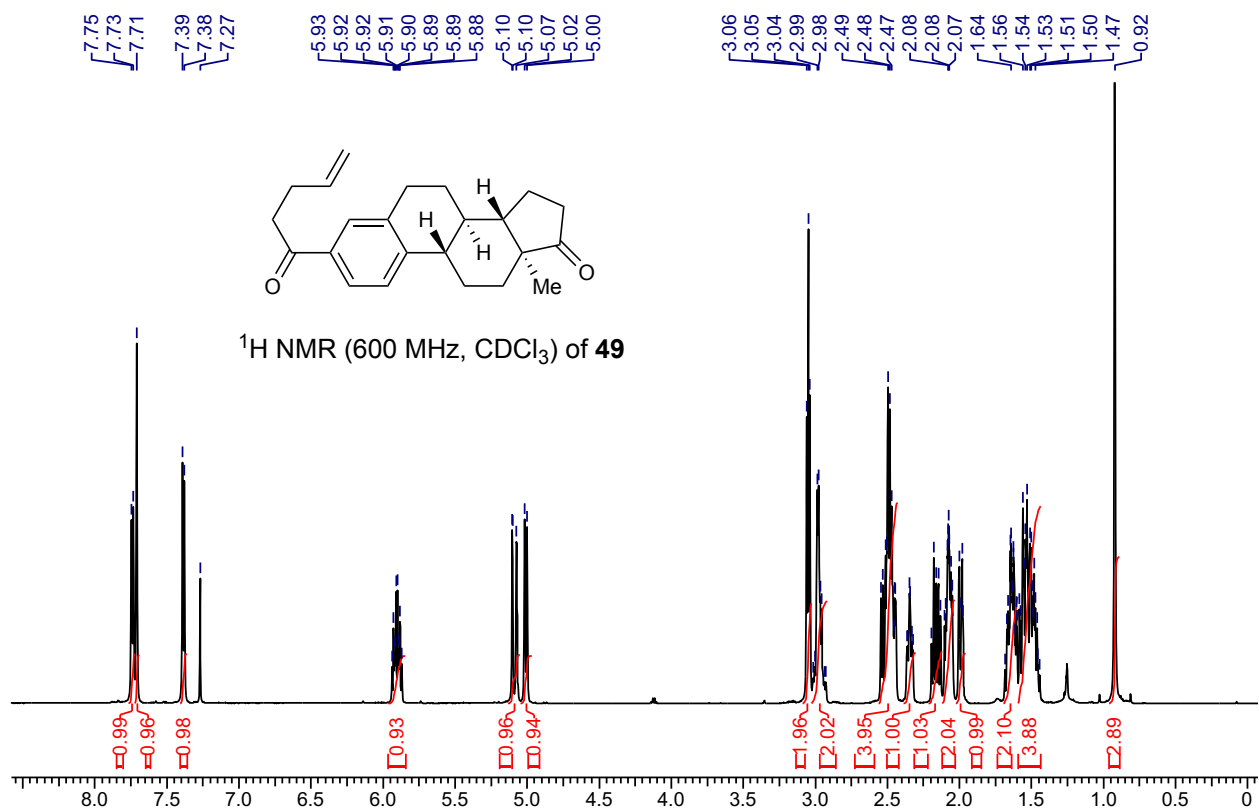 7.75 7.73 7.71 7.39 7.38 7.27 5.93 5.92 5.92 5.91 5.90 5.89 5.89 5.88 5.10 5.10 5.07 5.02 5.00 3.06 3.05 3.04 2.99 2.98 2.49 2.48 2.47 2.08 2.08 2.07 1.64 1.56 1.54 1.53 1.51 1.50 1.47 0.92
H
H
H
O
Me
O
¹H NMR (600 MHz, CDCl₃) of 49
0.99 0.96 0.98 0.93 0.96 0.94 1.96 2.02 3.95 1.00 1.03 2.04 0.99 2.10 3.88 2.89
8.0 7.5 7.0 6.5 6.0 5.5 5.0 4.5 4.0 3.5 3.0 2.5 2.0 1.5 1.0 0.5 0